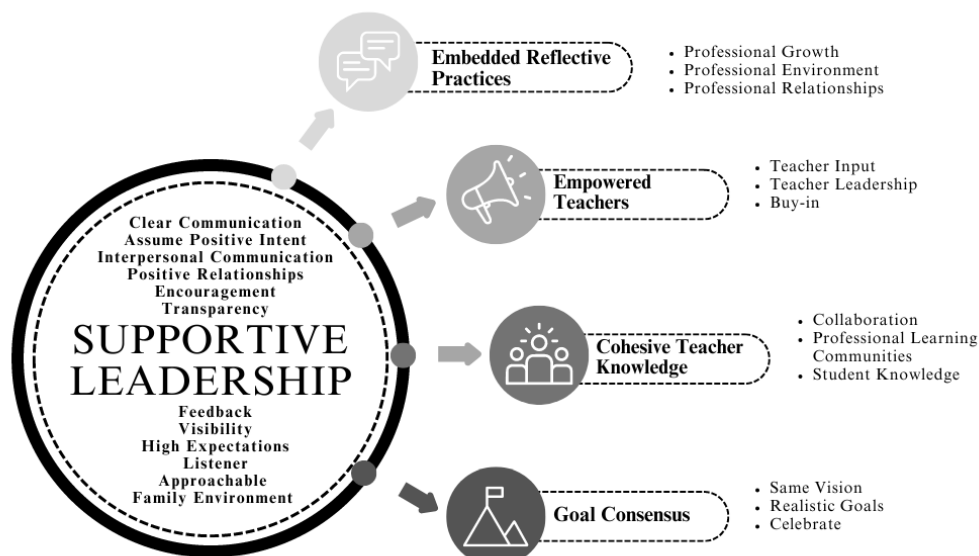 Embedded Reflective
Practices
• Professional Growth
• Professional Environment
• Professional Relationships
Empowered
Teachers
• Teacher Input
• Teacher Leadership
• Buy-in
Clear Communication
Assume Positive Intent
Interpersonal Communication
Positive Relationships
Encouragement
Transparency
SUPPORTIVE
LEADERSHIP
Feedback
Visibility
High Expectations
Listener
Approachable
Family Environment
Cohesive Teacher
Knowledge
• Collaboration
• Professional Learning
Communities
• Student Knowledge
Goal Consensus
• Same Vision
• Realistic Goals
• Celebrate